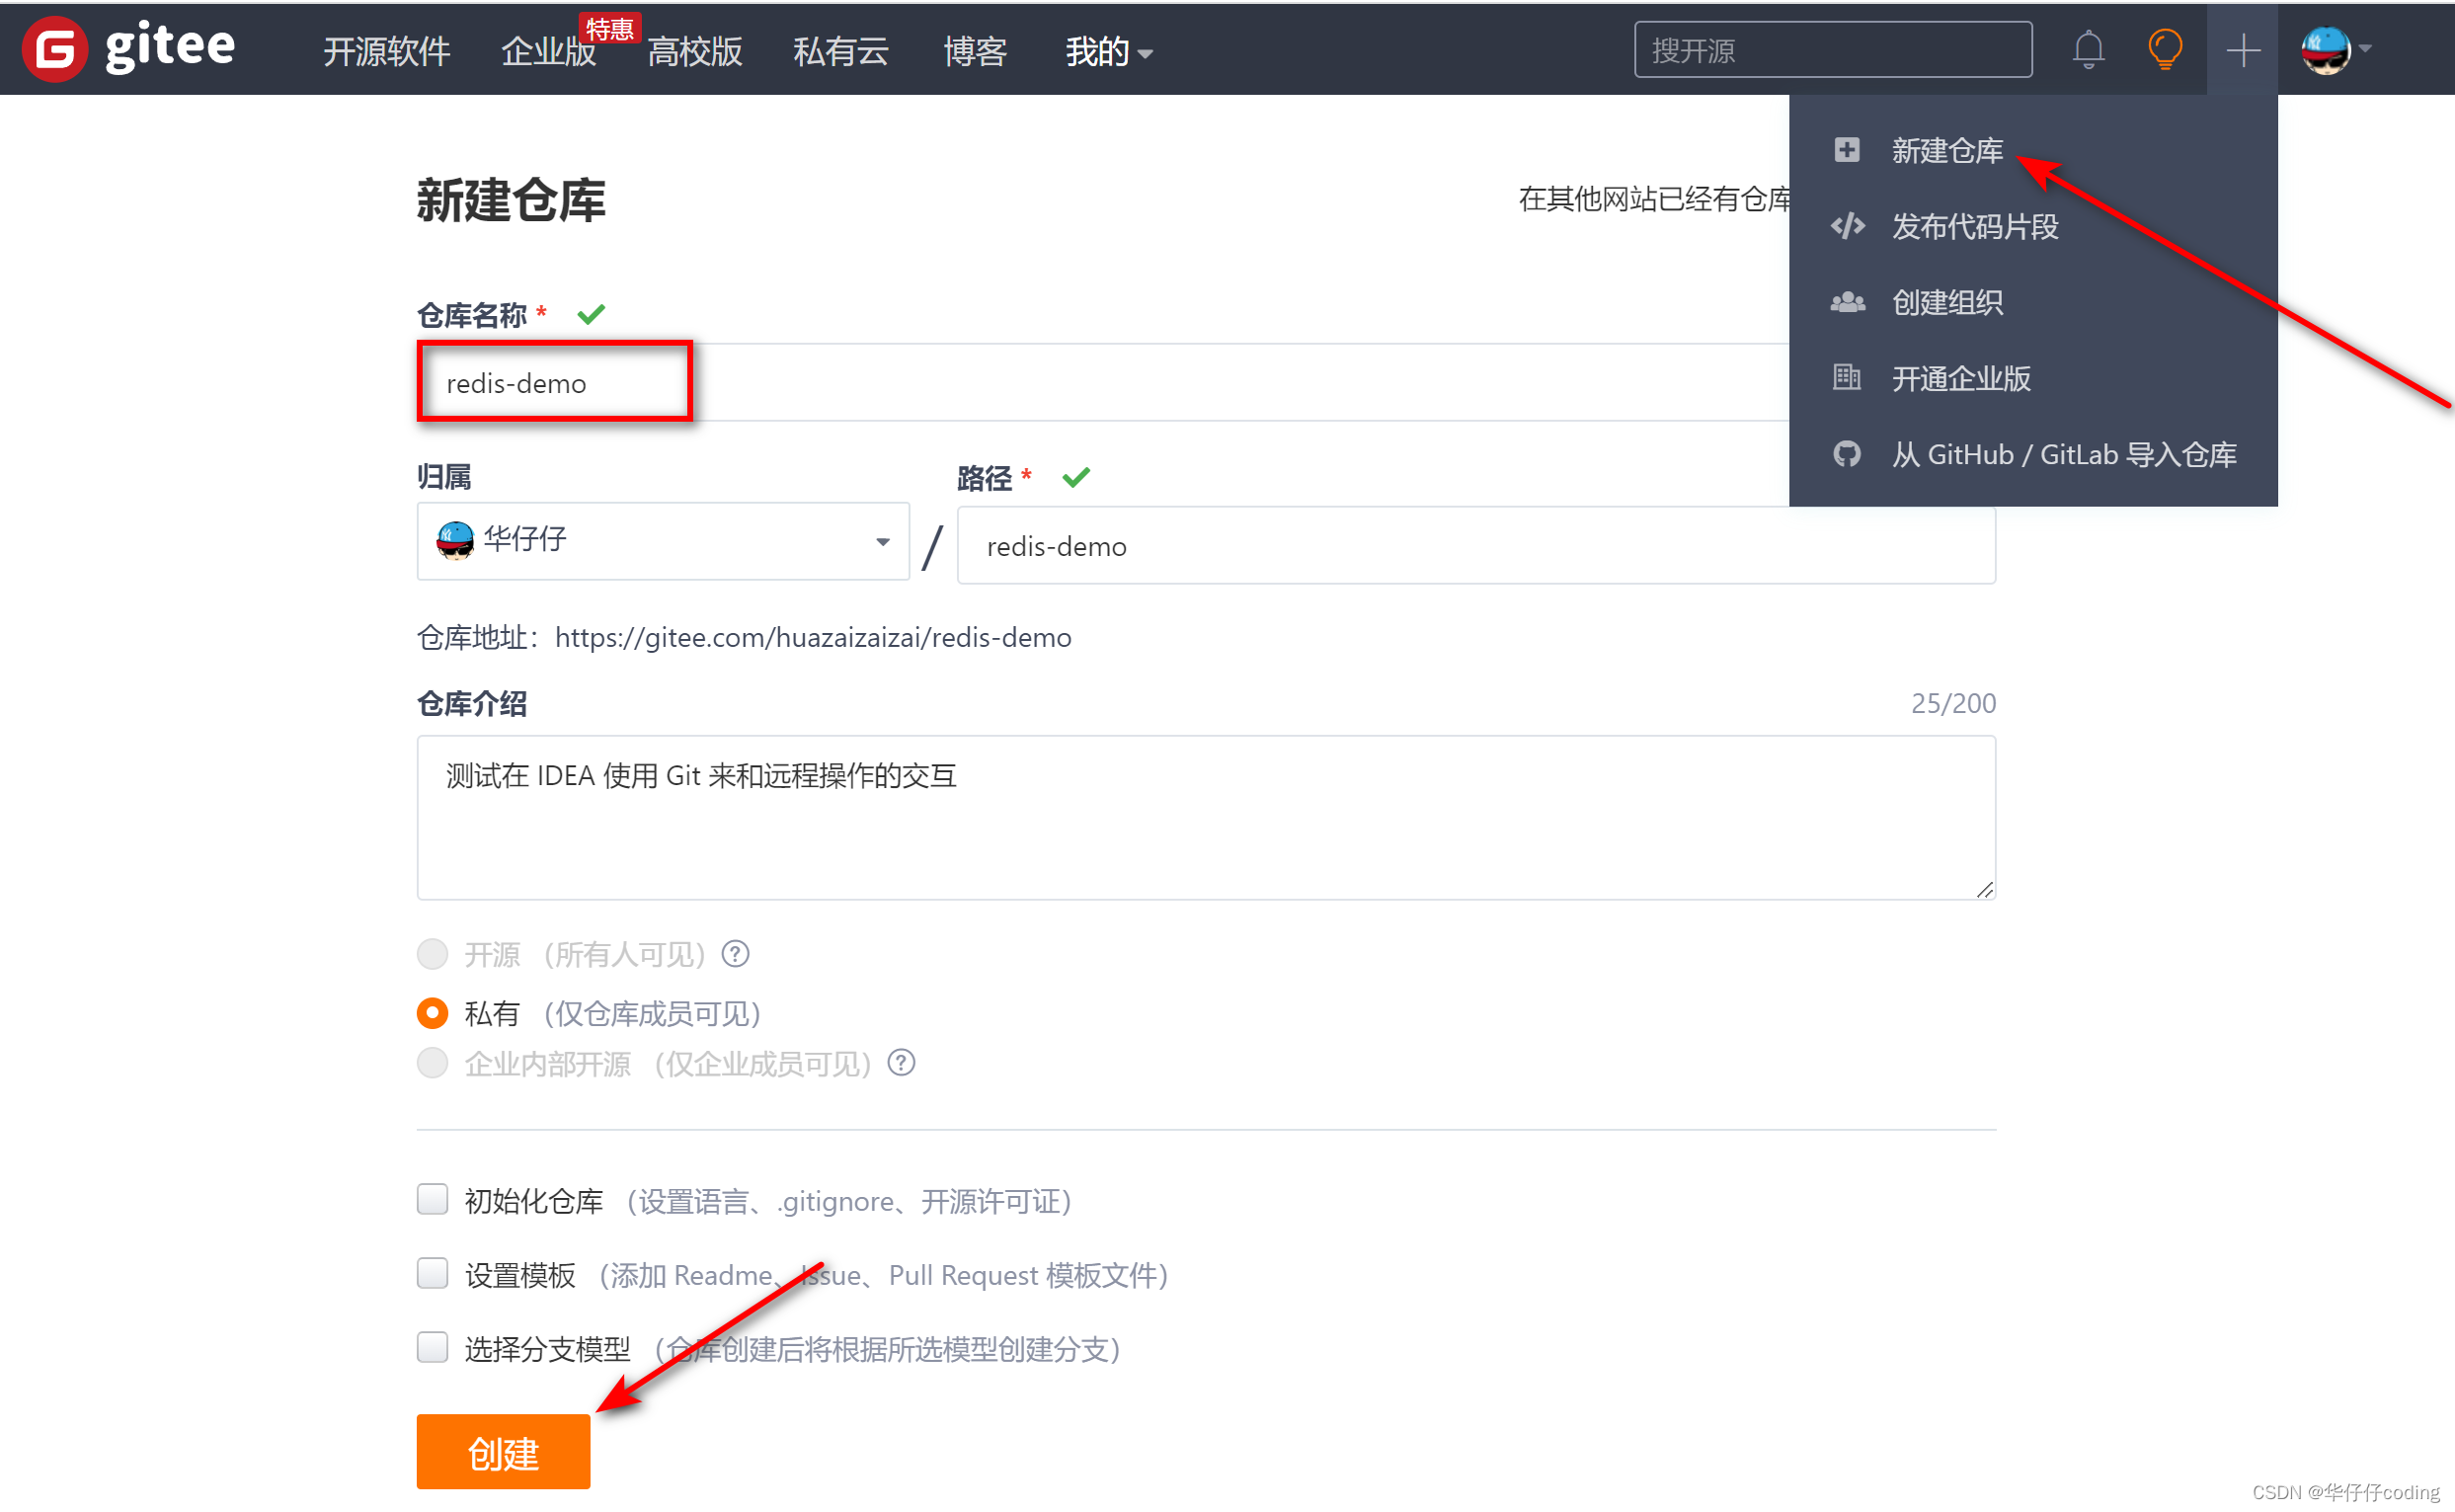 gitee 开源软件 企业版 特惠 高校版 私有云 博客 我的 搜开源
新建仓库
发布代码片段
创建组织
开通企业版
从 GitHub / GitLab 导入仓库
新建仓库
在其他网站已经有仓库
仓库名称 *
redis-demo
归属
路径 *
华仔仔 / redis-demo
仓库地址：https://gitee.com/huazaizaizai/redis-demo
仓库介绍 25/200
测试在 IDEA 使用 Git 来和远程操作的交互
开源 （所有人可见） ?
私有 （仅仓库成员可见）
企业内部开源 （仅企业成员可见） ?
初始化仓库 （设置语言、.gitignore、开源许可证）
设置模板 （添加 Readme、Issue、Pull Request 模板文件）
选择分支模型 （仓库创建后将根据所选模型创建分支）
创建
CSDN @华仔仔coding